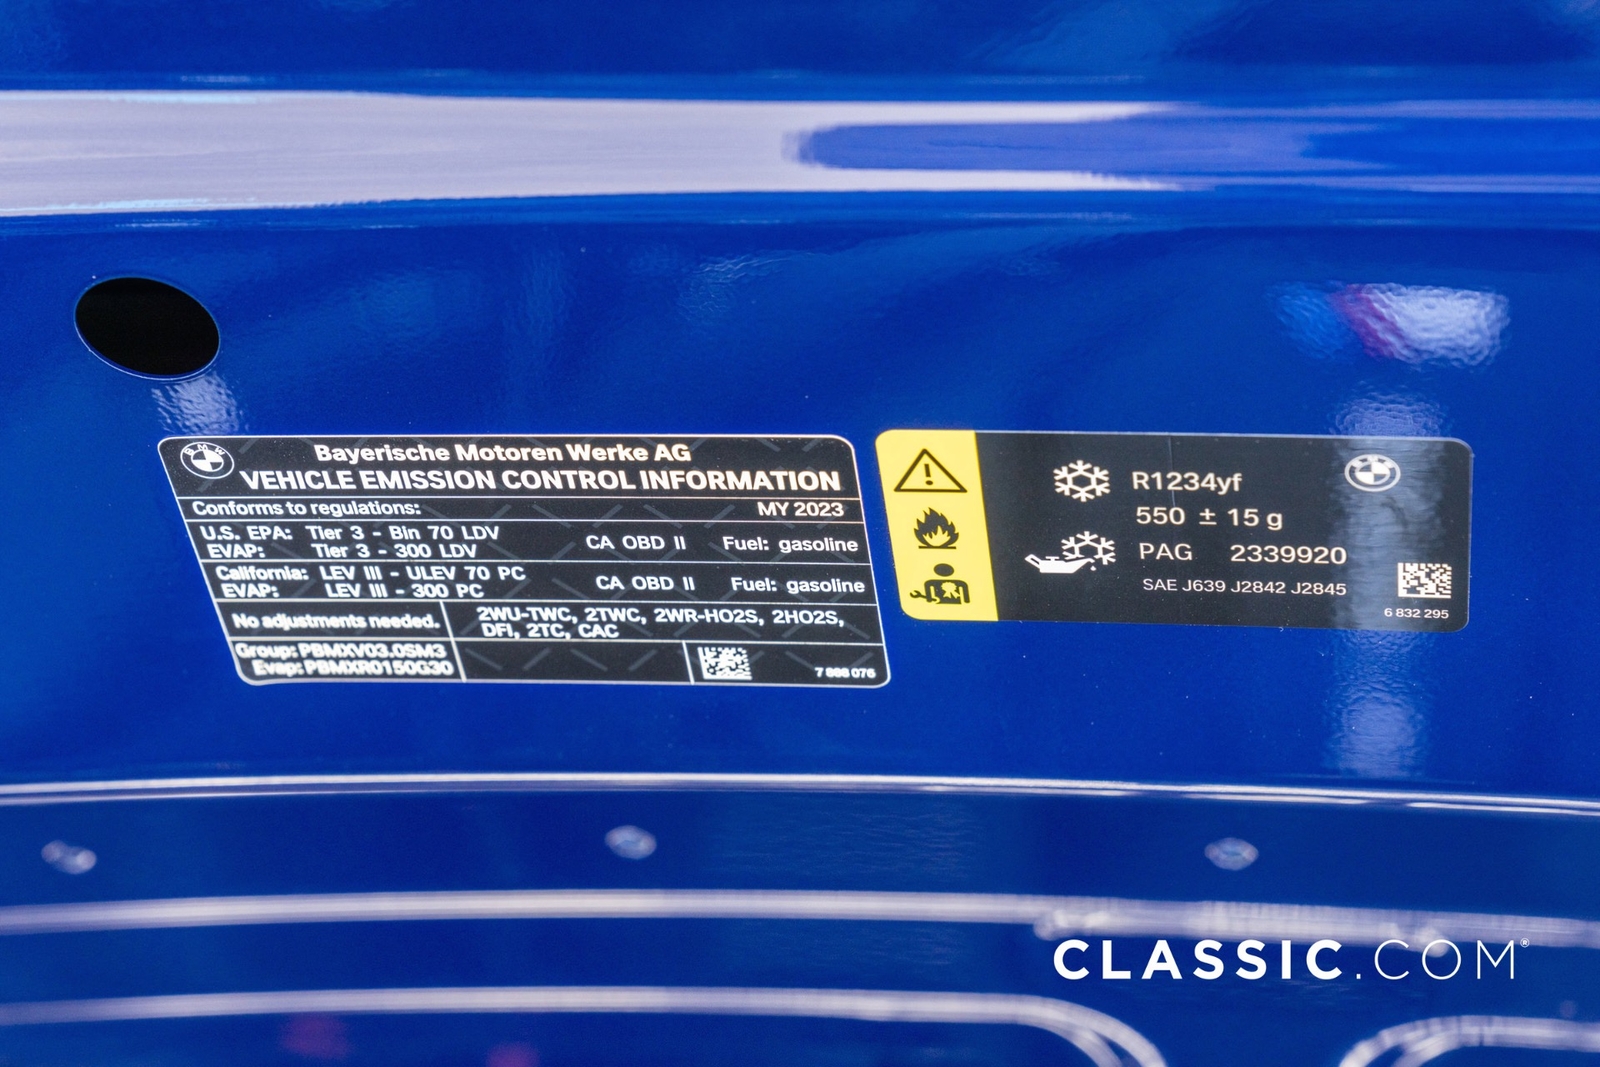 BMW
Bayerische Motoren Werke AG
VEHICLE EMISSION CONTROL INFORMATION
Conforms to regulations: MY 2023
U.S. EPA: Tier 3 - Bin 70 LDV
EVAP: Tier 3 - 300 LDV
CA OBD II Fuel: gasoline
California: LEV III - ULEV 70 PC
EVAP: LEV III - 300 PC
CA OBD II Fuel: gasoline
No adjustments needed.
2WU-TWC, 2TWC, 2WR-HO2S, 2HO2S,
DFI, 2TC, CAC
Group: PBMXV03.0SM3
Evap: PBMXR0150G30
R1234yf
550 ± 15 g
PAG 2339920
SAE J639 J2842 J2845
6 832 295
CLASSIC.COM®